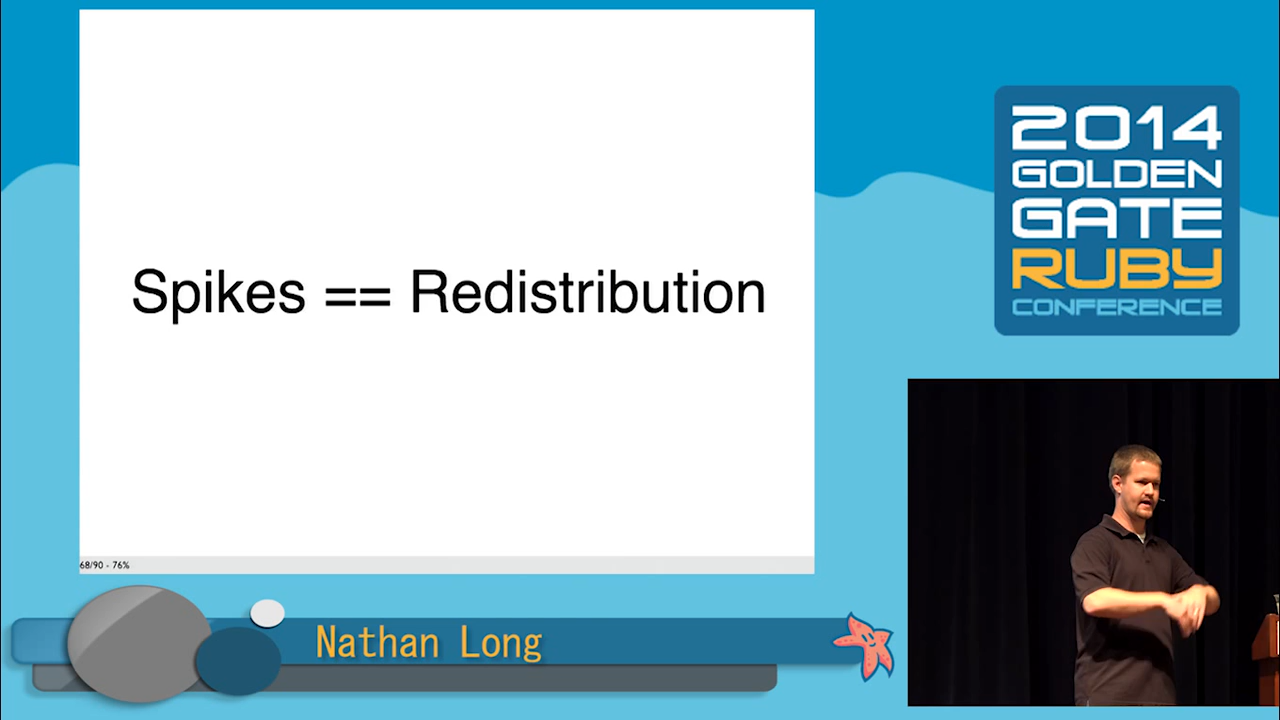 Spikes == Redistribution
68/90 - 76%
2014
GOLDEN
GATE
RUBY
CONFERENCE
Nathan Long